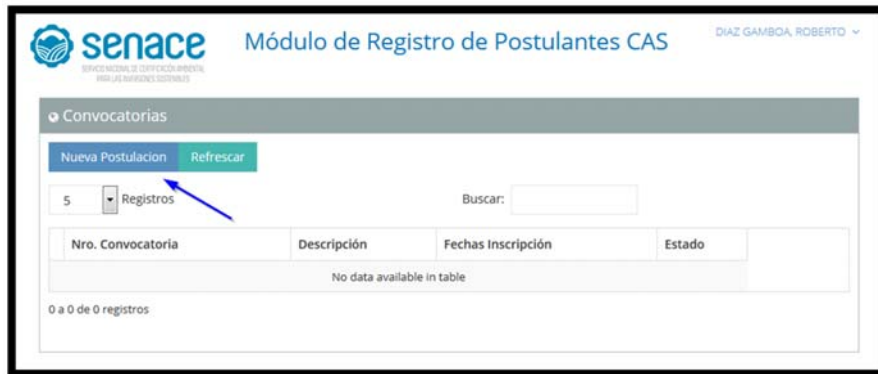 senace
Módulo de Registro de Postulantes CAS
DIAZ GAMBOA, ROBERTO
SERVICIO NACIONAL DE CERTIFICACIÓN AMBIENTAL
PARA LAS INVERSIONES SOSTENIBLES
Convocatorias
Nueva Postulacion Refrescar
5 Registros Buscar:
Nro. Convocatoria Descripción Fechas Inscripción Estado
No data available in table
0 a 0 de 0 registros